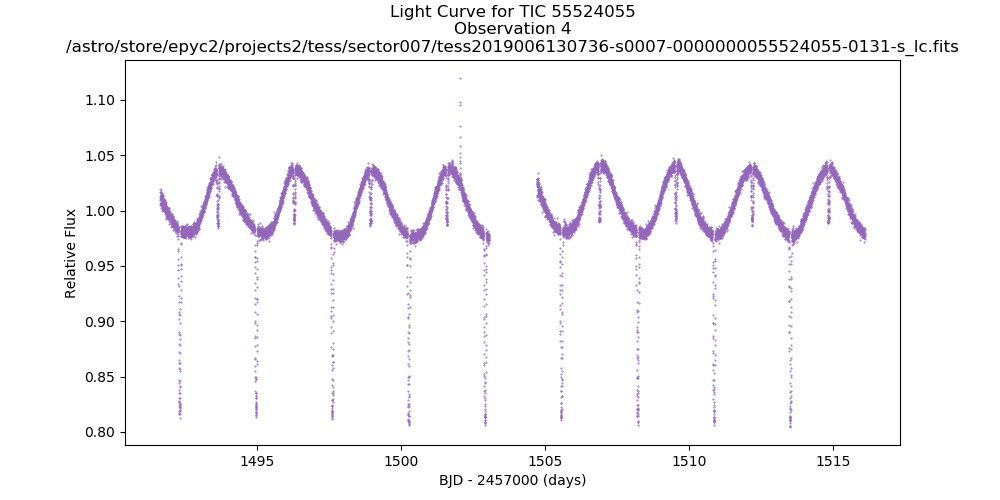 Light Curve for TIC 55524055
Observation 4
/astro/store/epyc2/projects2/tess/sector007/tess2019006130736-s0007-0000000055524055-0131-s_lc.fits
1.10
1.05
1.00
0.95
0.90
0.85
0.80
Relative Flux
1495
1500
1505
1510
1515
BJD - 2457000 (days)